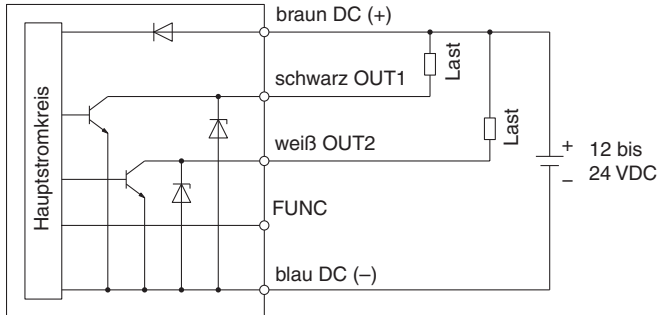 braun DC (+)
Last
schwarz OUT1
Last
weiß OUT2
Hauptstromkreis
+
12 bis
–
24 VDC
FUNC
blau DC (–)